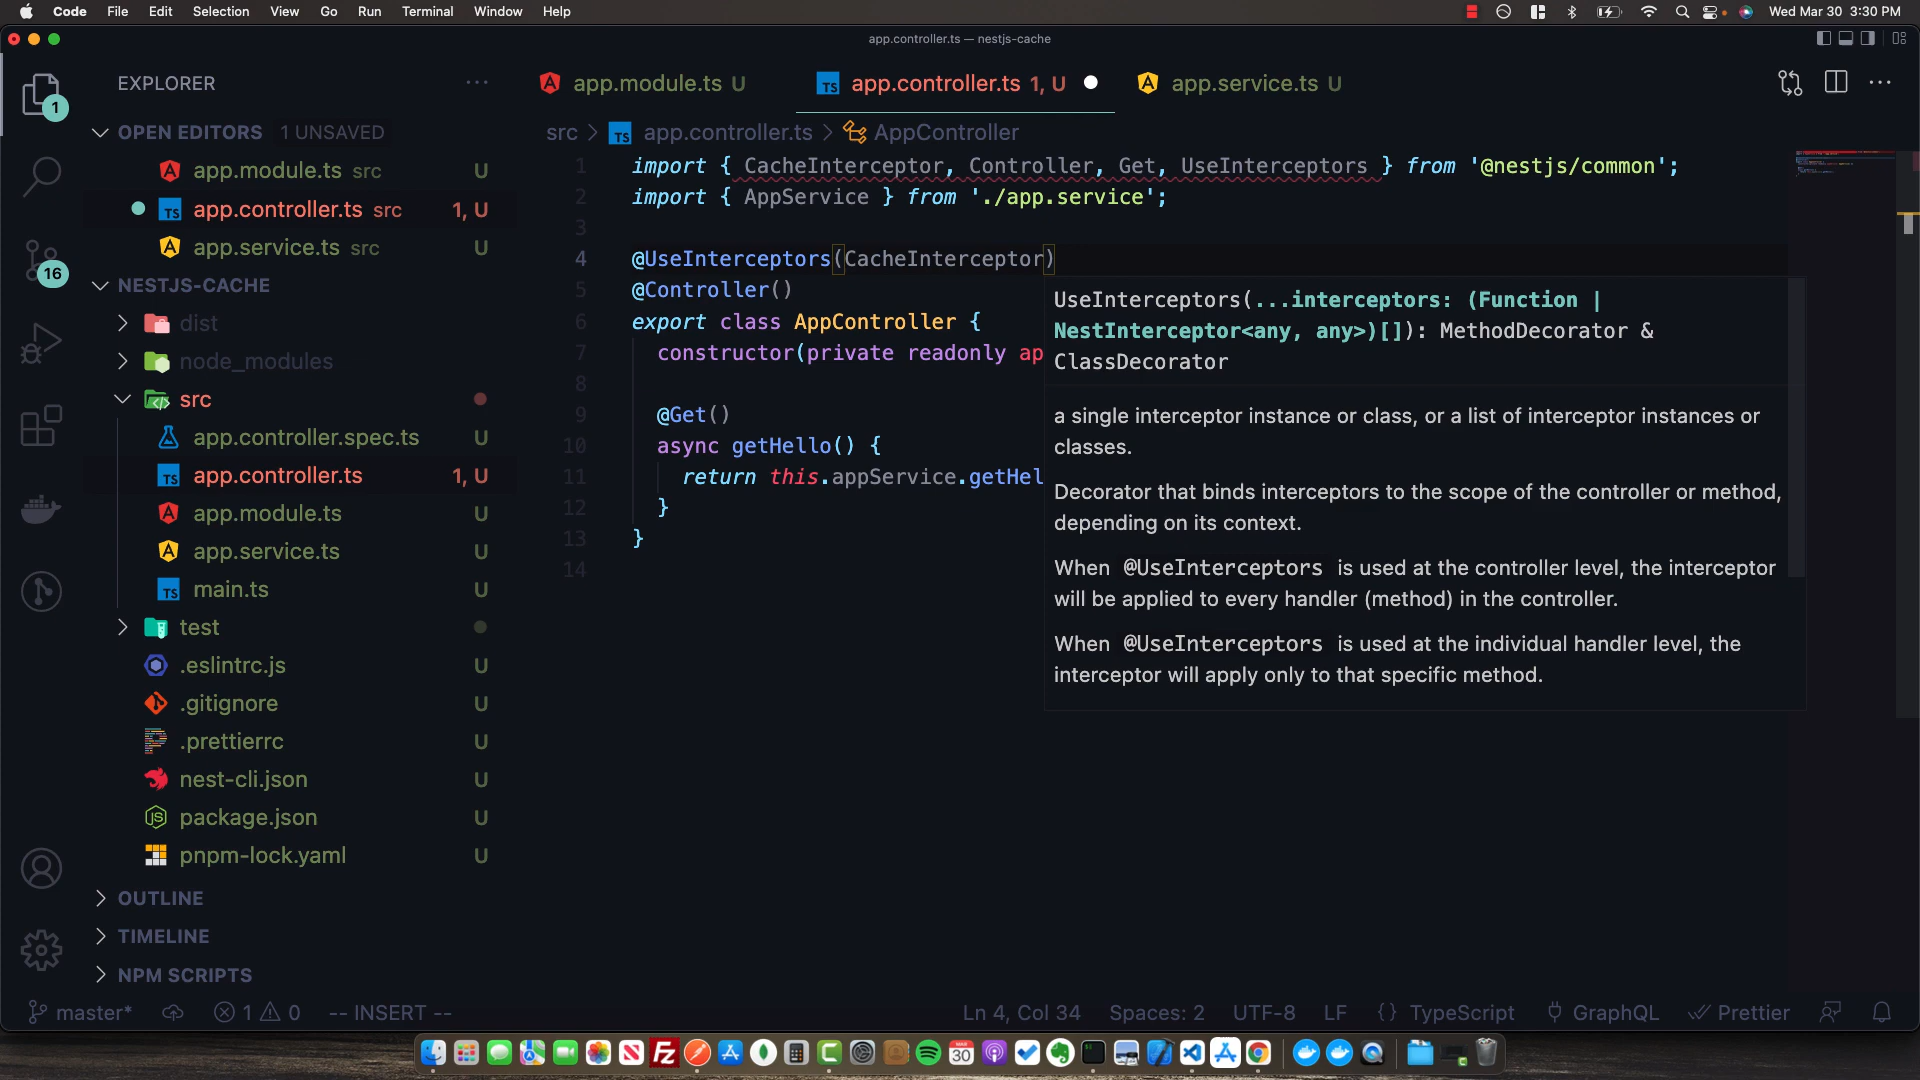 Code File Edit Selection View Go Run Terminal Window Help Wed Mar 30 3:30 PM
app.controller.ts — nestjs-cache
EXPLORER
1
OPEN EDITORS 1 UNSAVED
app.module.ts src U
app.controller.ts src 1, U
app.service.ts src U
16
NESTJS-CACHE
dist
node_modules
src
app.controller.spec.ts U
app.controller.ts 1, U
app.module.ts U
app.service.ts U
main.ts U
test
.eslintrc.js U
.gitignore U
.prettierrc U
nest-cli.json U
package.json U
pnpm-lock.yaml U
OUTLINE
TIMELINE
NPM SCRIPTS
app.module.ts U app.controller.ts 1, U app.service.ts U
src > app.controller.ts > AppController
1 import { CacheInterceptor, Controller, Get, UseInterceptors } from '@nestjs/common';
2 import { AppService } from './app.service';
3
4 @UseInterceptors(CacheInterceptor)
5 @Controller()
6 export class AppController {
7 constructor(private readonly ap
8
9 @Get()
10 async getHello() {
11 return this.appService.getHel
12 }
13 }
14
UseInterceptors(...interceptors: (Function |
NestInterceptor<any, any>)[]): MethodDecorator &
ClassDecorator
a single interceptor instance or class, or a list of interceptor instances or
classes.
Decorator that binds interceptors to the scope of the controller or method,
depending on its context.
When @UseInterceptors is used at the controller level, the interceptor
will be applied to every handler (method) in the controller.
When @UseInterceptors is used at the individual handler level, the
interceptor will apply only to that specific method.
master* 1 0 -- INSERT -- Ln 4, Col 34 Spaces: 2 UTF-8 LF {} TypeScript GraphQL Prettier